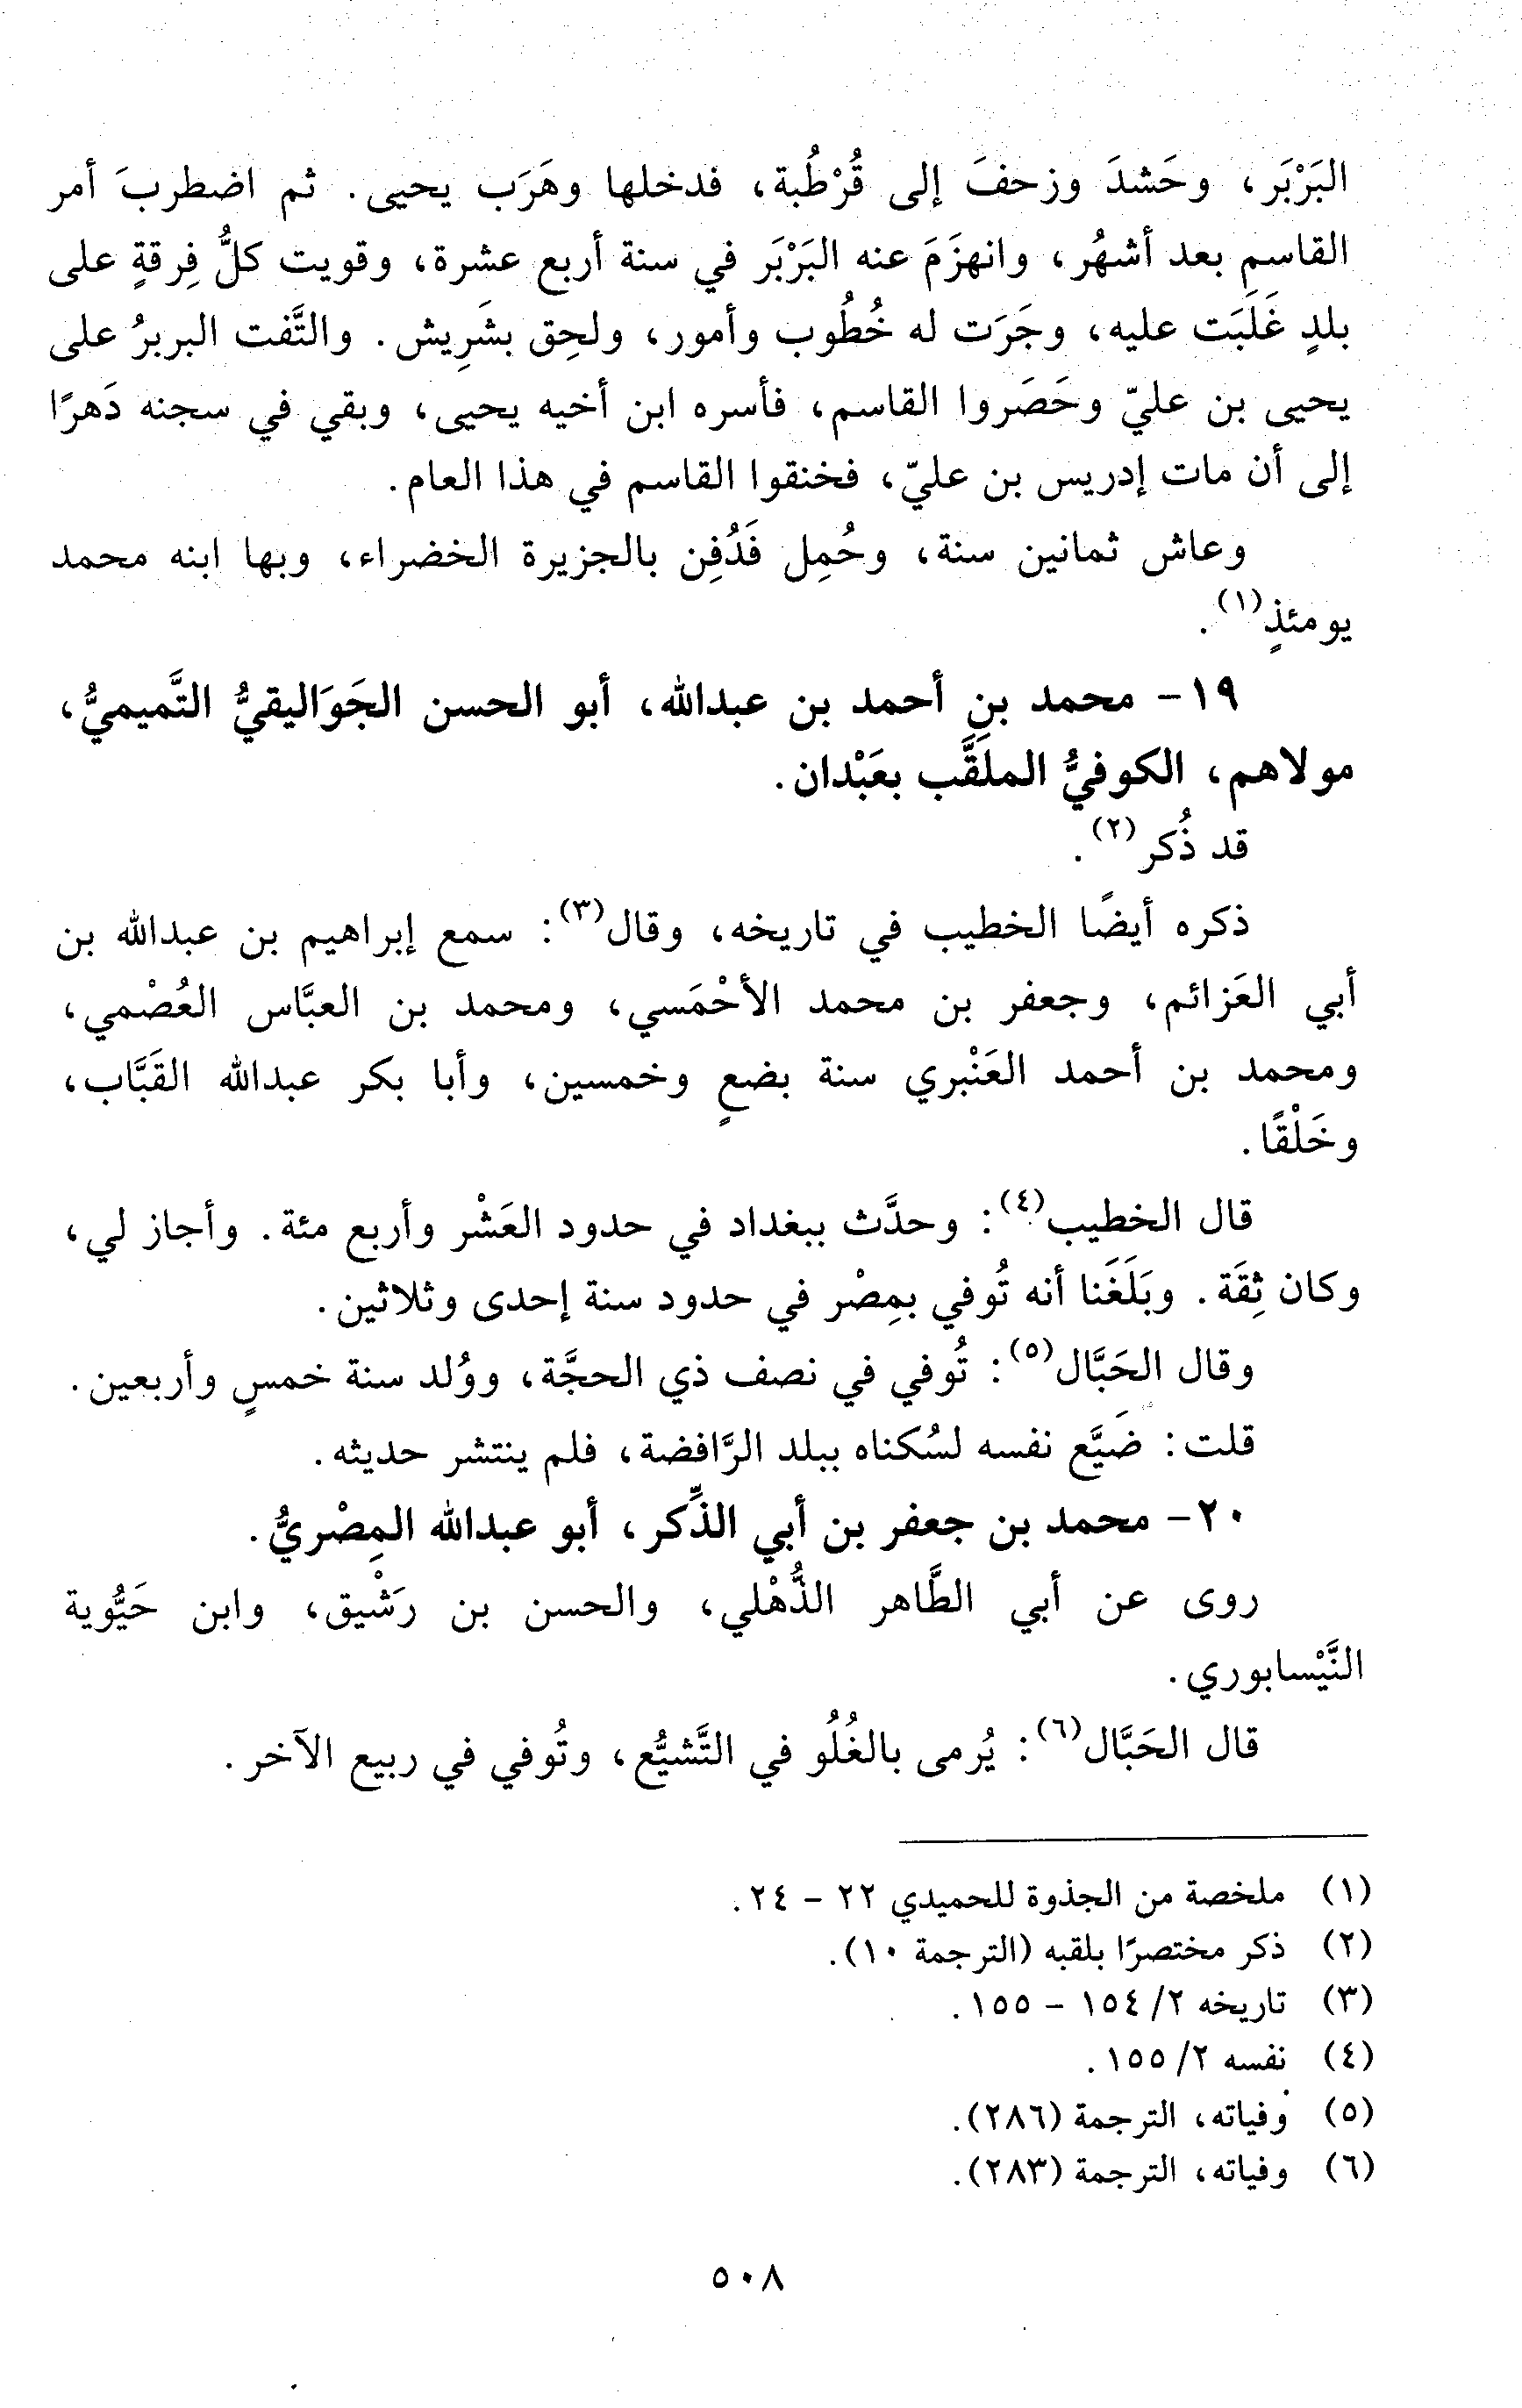 البَرْبَر، وحَشدَ وزحفَ إلى قُرْطُبة، فدخلها وهَرَب يحيى. ثم اضطربَ أمر
القاسم بعد أشهُر، وانهزَمَ عنه البَرْبَر في سنة أربع عشرة، وقويت كلُّ فِرقةٍ على
بلدٍ غَلَبَت عليه، وجَرَت له خُطُوب وأمور، ولحِق بشَرِيش. والتَّفت البربرُ على
يحيى بن عليّ وحَصَروا القاسم، فأسره ابن أخيه يحيى، وبقي في سجنه دَهرًا
إلى أن مات إدريس بن عليّ، فخنقوا القاسم في هذا العام.
وعاش ثمانين سنة، وحُمِل فَدُفِن بالجزيرة الخضراء، وبها ابنه محمد
يومئذٍ(١).
١٩- محمد بنِ أحمد بن عبدالله، أبو الحسن الجَوَاليقيُّ التَّميميُّ،
مولاهم، الكوفيُّ الملَقَّب بعَبْدان.
قد ذُكر(٢).
ذكره أيضًا الخطيب في تاريخه، وقال(٣): سمع إبراهيم بن عبدالله بن
أبي العَزائم، وجعفر بن محمد الأحْمَسي، ومحمد بن العبَّاس العُصْمي،
ومحمد بن أحمد العَنْبري سنة بضعٍ وخمسين، وأبا بكر عبدالله القَبَّاب،
وخَلْقًا.
قال الخطيب(٤): وحدَّث ببغداد في حدود العَشْر وأربع مئة. وأجاز لي،
وكان ثِقَة. وبَلَغَنا أنه تُوفي بمِصْر في حدود سنة إحدى وثلاثين.
وقال الحَبَّال(٥): تُوفي في نصف ذي الحجَّة، ووُلد سنة خمسٍ وأربعين.
قلت: ضَيَّع نفسه لسُكناه ببلد الرَّافضة، فلم ينتشر حديثه.
٢٠- محمد بن جعفر بن أبي الذِّكر، أبو عبدالله المِصْريُّ.
روى عن أبي الطَّاهر الذُّهْلي، والحسن بن رَشْيق، وابن حَيُّوية
النَّيْسابوري.
قال الحَبَّال(٦): يُرمى بالغُلُو في التَّشيُّع، وتُوفي في ربيع الآخر.
(١) ملخصة من الجذوة للحميدي ٢٢ - ٢٤.
(٢) ذكر مختصرًا بلقبه (الترجمة ١٠).
(٣) تاريخه ٢/ ١٥٤ - ١٥٥.
(٤) نفسه ٢/ ١٥٥.
(٥) وفياته، الترجمة (٢٨٦).
(٦) وفياته، الترجمة (٢٨٣).
٥٠٨